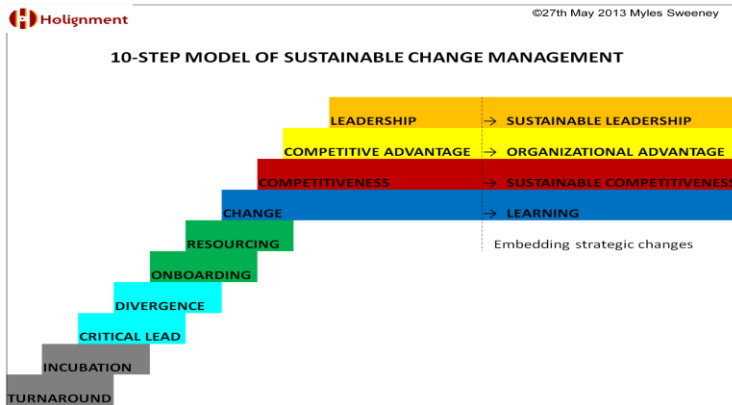 Holignment
©27th May 2013 Myles Sweeney
10-STEP MODEL OF SUSTAINABLE CHANGE MANAGEMENT
LEADERSHIP → SUSTAINABLE LEADERSHIP
COMPETITIVE ADVANTAGE → ORGANIZATIONAL ADVANTAGE
COMPETITIVENESS → SUSTAINABLE COMPETITIVENESS
CHANGE → LEARNING
RESOURCING
Embedding strategic changes
ONBOARDING
DIVERGENCE
CRITICAL LEAD
INCUBATION
TURNAROUND